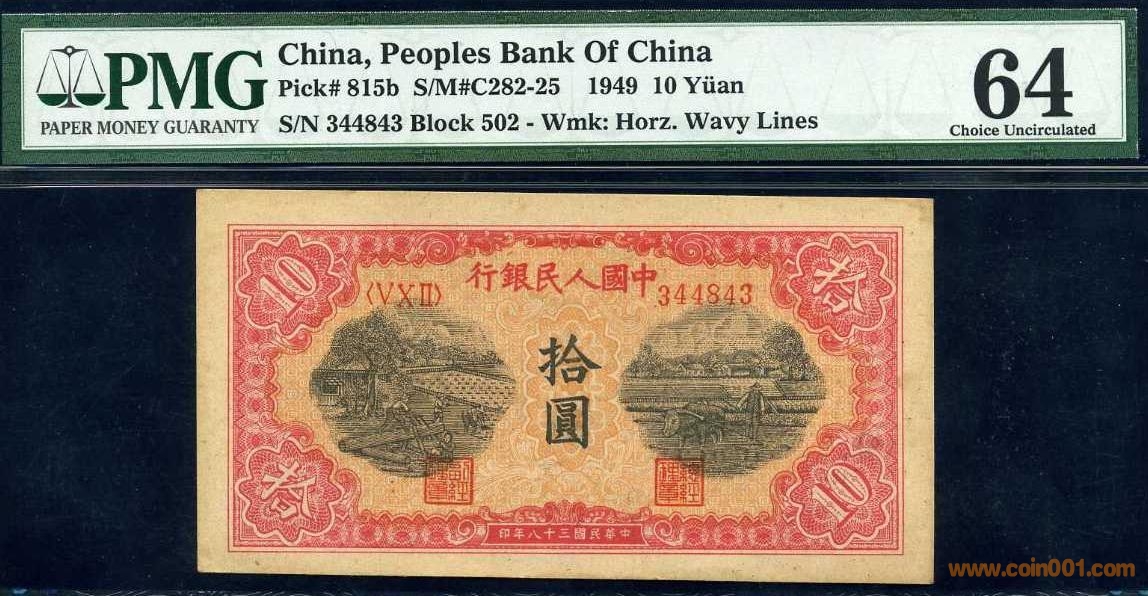 PMG
PAPER MONEY GUARANTY
China, Peoples Bank Of China
Pick# 815b S/M#C282-25 1949 10 Yüan
S/N 344843 Block 502 - Wmk: Horz. Wavy Lines
64
Choice Uncirculated
10
行銀民人國中
拾
〈VXⅡ〉
344843
拾
圓
拾
10
印年八十三國民華中
www.coin001.com